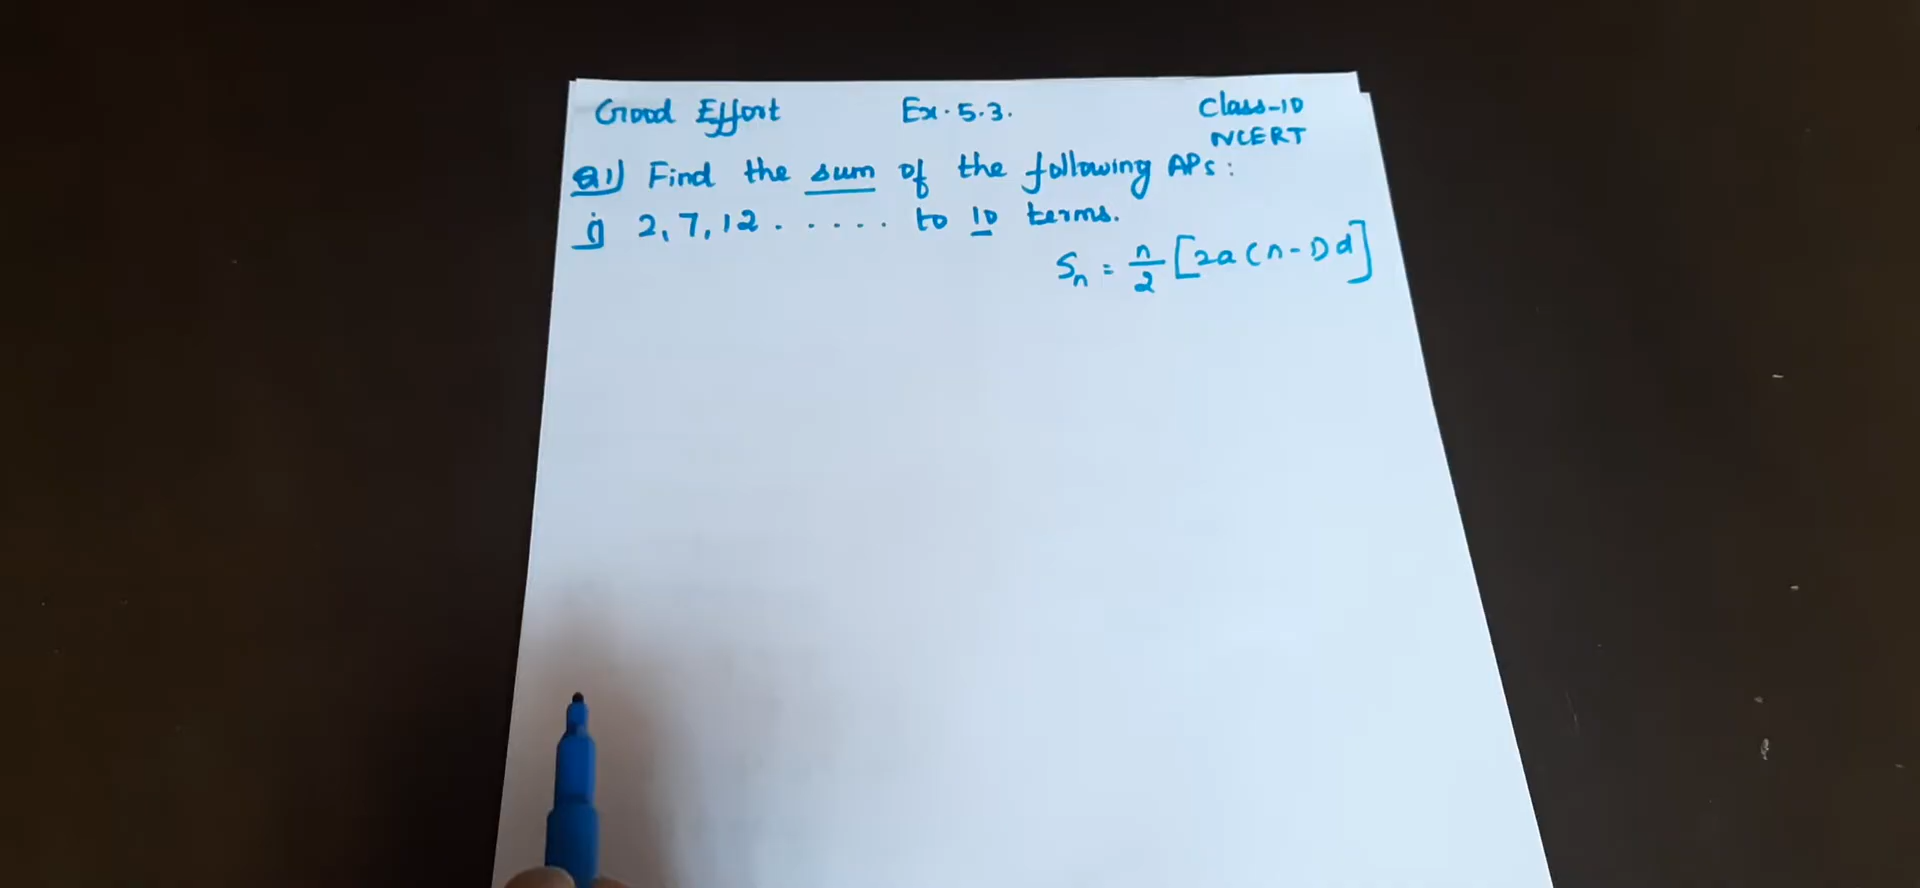 Good Effort Ex. 5.3. Class-10
NCERT
Q1) Find the sum of the following APs:
i) 2, 7, 12 . . . . . . to 10 terms.
Sn = n/2 [2a (n-1)d]